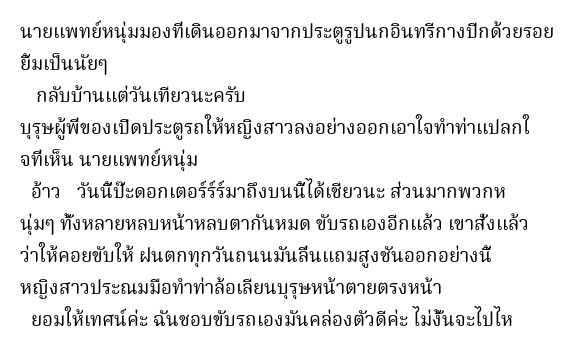 นายแพทย์หนุ่มมองที่เดินออกมาจากประตูรูปนกอินทรีกางปีกด้วยรอย
ยิ้มเป็นนัยๆ
กลับบ้านแต่วันเทียวนะครับ
บุรุษผู้พี่ของเปิดประตูรถให้หญิงสาวลงอย่างออกเอาใจทำท่าแปลกใ
จที่เห็น นายแพทย์หนุ่ม
อ้าว วันนี้ป๊ะดอกเตอร์ร์ร์มาถึงบนนี้ได้เชียวนะ ส่วนมากพวกห
นุ่มๆ ทั้งหลายหลบหน้าหลบตากันหมด ขับรถเองอีกแล้ว เขาสั่งแล้ว
ว่าให้คอยขับให้ ฝนตกทุกวันถนนมันลื่นแถมสูงชันออกอย่างนี้
หญิงสาวประณมมือทำท่าล้อเลียนบุรุษหน้าตายตรงหน้า
ยอมให้เทศน์ค่ะ ฉันชอบขับรถเองมันคล่องตัวดีค่ะ ไม่งั้นจะไปไห